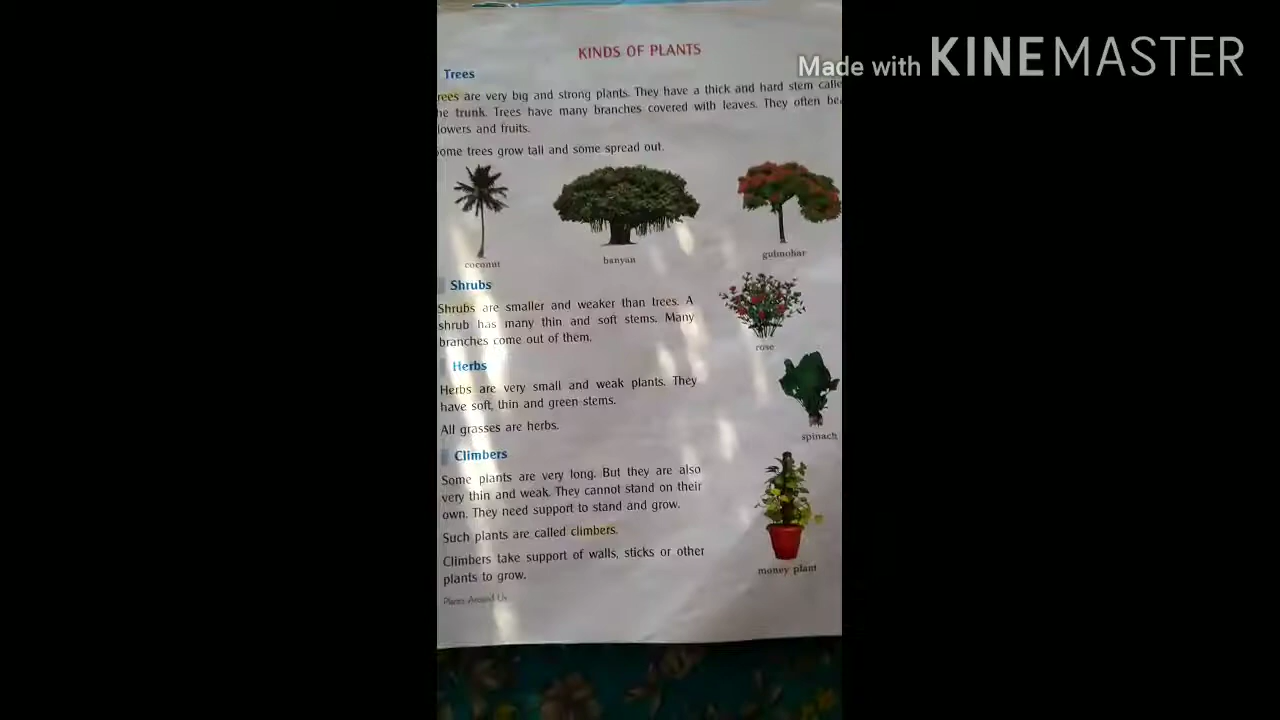 KINDS OF PLANTS
Made with KINEMASTER
Trees
rees are very big and strong plants. They have a thick and hard stem calle
he trunk. Trees have many branches covered with leaves. They often bea
lowers and fruits.
ome trees grow tall and some spread out.
coconut
banyan
gulmohar
Shrubs
Shrubs are smaller and weaker than trees. A
shrub has many thin and soft stems. Many
branches come out of them.
rose
Herbs
Herbs are very small and weak plants. They
have soft, thin and green stems.
All grasses are herbs.
spinach
Climbers
Some plants are very long. But they are also
very thin and weak. They cannot stand on their
own. They need support to stand and grow.
Such plants are called climbers.
Climbers take support of walls, sticks or other
plants to grow.
money plant
Plants Around Us